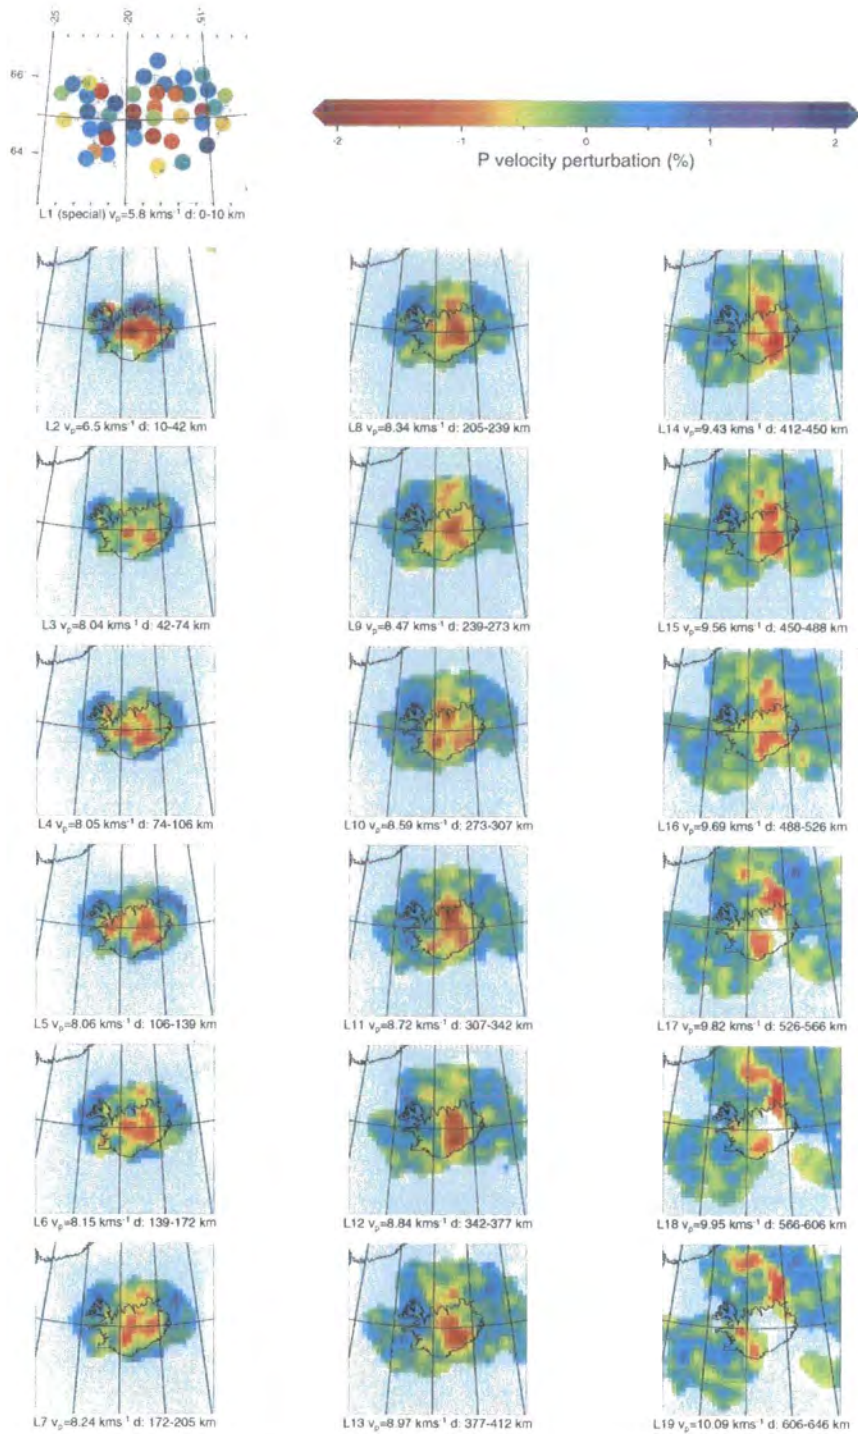 -25 -20 -15
66
64
L1 (special) vp=5.8 kms-1 d: 0-10 km
-2 -1 0 1 2
P velocity perturbation (%)
L2 vp=6.5 kms-1 d: 10-42 km
L8 vp=8.34 kms-1 d: 205-239 km
L14 vp=9.43 kms-1 d: 412-450 km
L3 vp=8.04 kms-1 d: 42-74 km
L9 vp=8.47 kms-1 d: 239-273 km
L15 vp=9.56 kms-1 d: 450-488 km
L4 vp=8.05 kms-1 d: 74-106 km
L10 vp=8.59 kms-1 d: 273-307 km
L16 vp=9.69 kms-1 d: 488-526 km
L5 vp=8.06 kms-1 d: 106-139 km
L11 vp=8.72 kms-1 d: 307-342 km
L17 vp=9.82 kms-1 d: 526-566 km
L6 vp=8.15 kms-1 d: 139-172 km
L12 vp=8.84 kms-1 d: 342-377 km
L18 vp=9.95 kms-1 d: 566-606 km
L7 vp=8.24 kms-1 d: 172-205 km
L13 vp=8.97 kms-1 d: 377-412 km
L19 vp=10.09 kms-1 d: 606-646 km